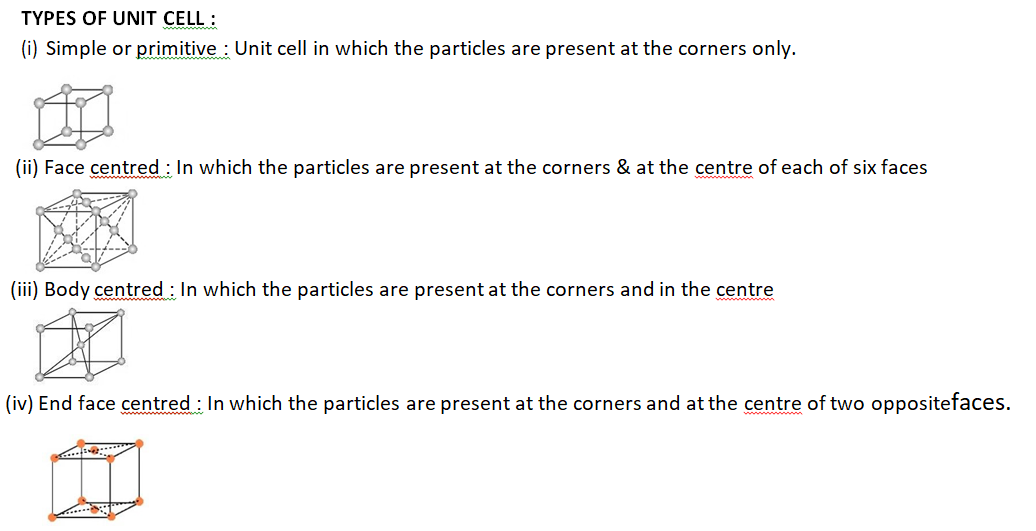 TYPES OF UNIT CELL :
(i) Simple or primitive : Unit cell in which the particles are present at the corners only.
(ii) Face centred : In which the particles are present at the corners & at the centre of each of six faces
(iii) Body centred : In which the particles are present at the corners and in the centre
(iv) End face centred : In which the particles are present at the corners and at the centre of two oppositefaces.